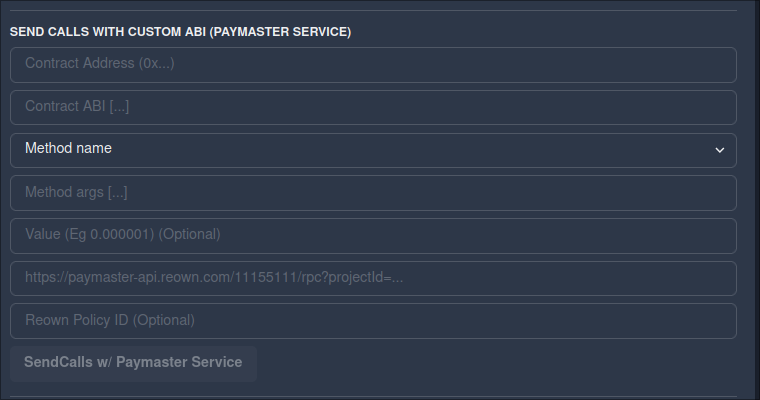 SEND CALLS WITH CUSTOM ABI (PAYMASTER SERVICE)
Contract Address (0x...)
Contract ABI [...]
Method name
Method args [...]
Value (Eg 0.000001) (Optional)
https://paymaster-api.reown.com/11155111/rpc?projectId=...
Reown Policy ID (Optional)
SendCalls w/ Paymaster Service